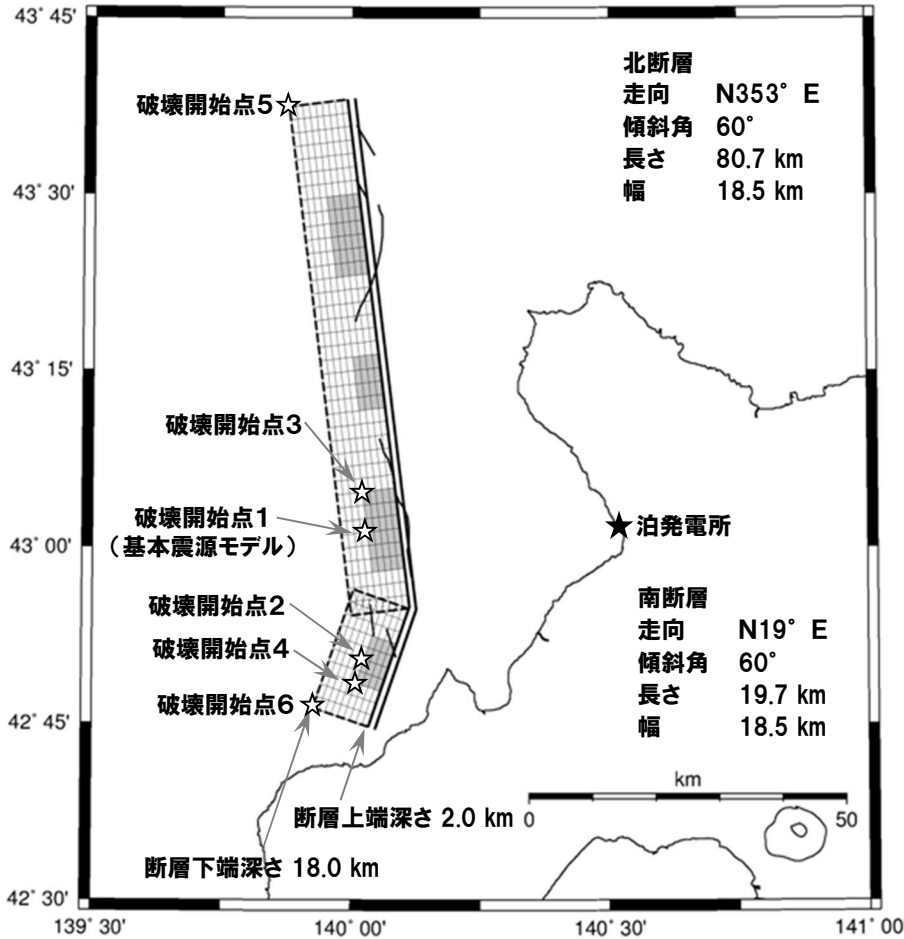 43° 45'
43° 30'
43° 15'
43° 00'
42° 45'
42° 30'
139° 30'
140° 00'
140° 30'
141° 00'
北断層
走向 N353° E
傾斜角 60°
長さ 80.7 km
幅 18.5 km
破壊開始点5
破壊開始点3
破壊開始点1
(基本震源モデル)
破壊開始点2
破壊開始点4
破壊開始点6
泊発電所
南断層
走向 N19° E
傾斜角 60°
長さ 19.7 km
幅 18.5 km
km
0 50
断層上端深さ 2.0 km
断層下端深さ 18.0 km